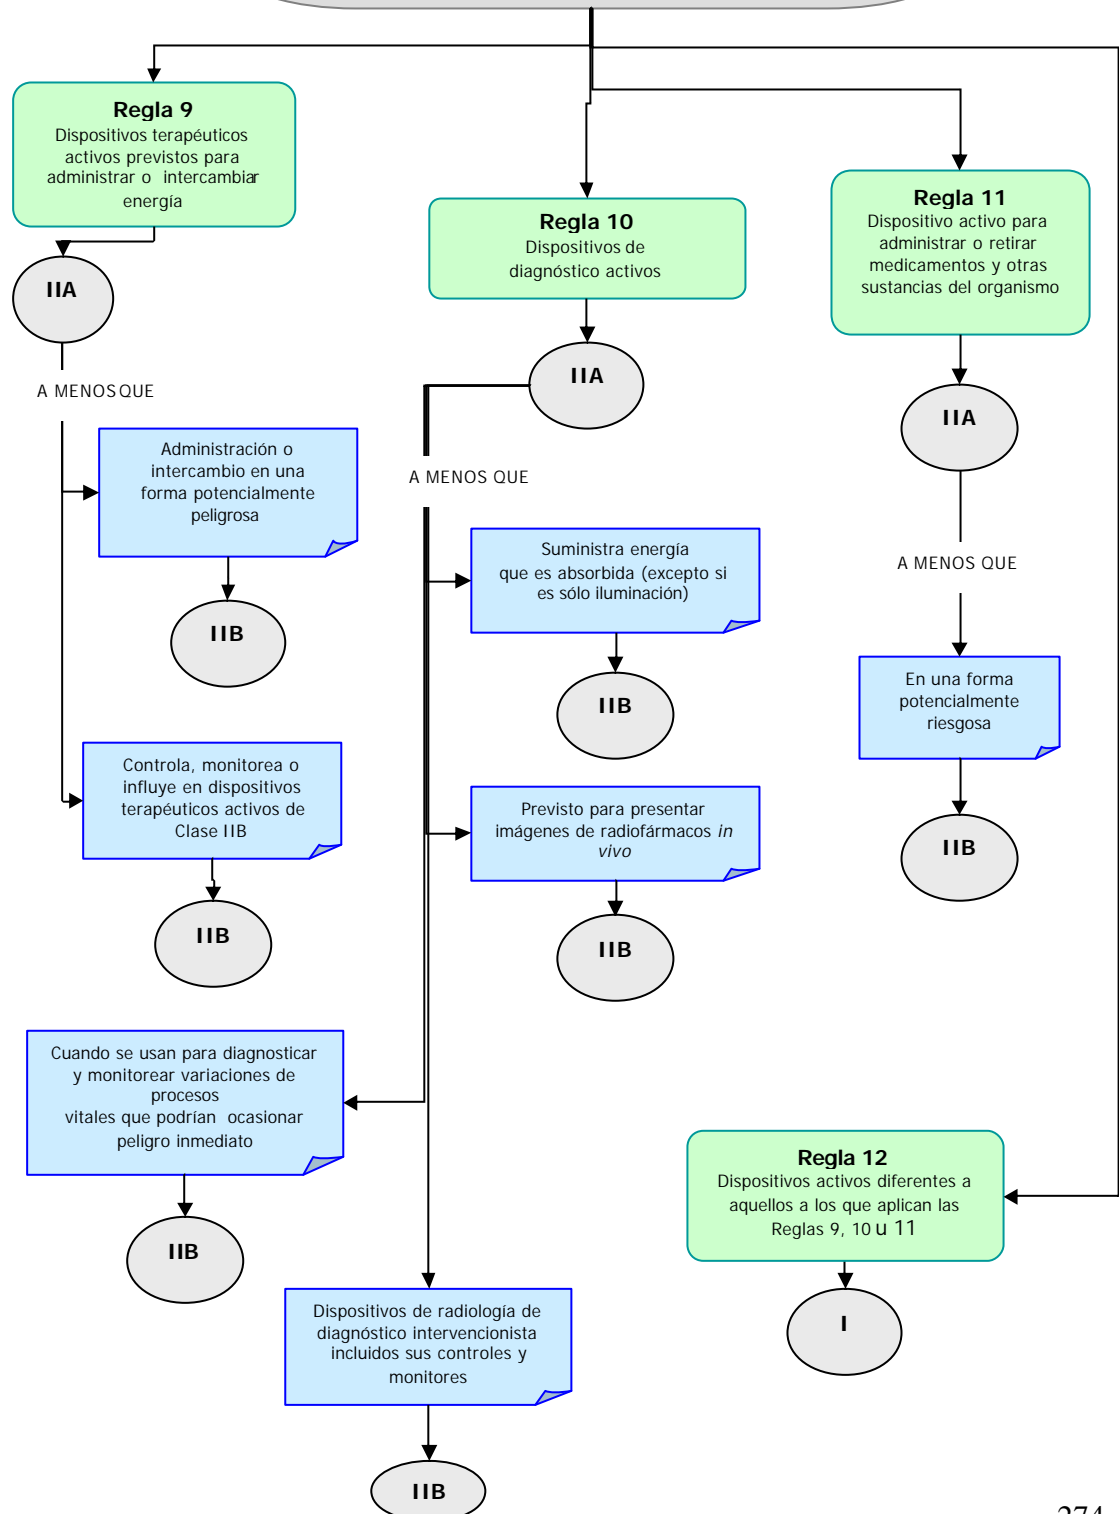 Regla 9
Dispositivos terapéuticos
activos previstos para
administrar o intercambiar
energía
IIA
A MENOS QUE
Administración o
intercambio en una
forma potencialmente
peligrosa
IIB
Controla, monitorea o
influye en dispositivos
terapéuticos activos de
Clase IIB
IIB
Regla 10
Dispositivos de
diagnóstico activos
IIA
A MENOS QUE
Suministra energía
que es absorbida (excepto si
es sólo iluminación)
IIB
Previsto para presentar
imágenes de radiofármacos in
vivo
IIB
Cuando se usan para diagnosticar
y monitorear variaciones de
procesos
vitales que podrían ocasionar
peligro inmediato
IIB
Dispositivos de radiología de
diagnóstico intervencionista
incluidos sus controles y
monitores
IIB
Regla 11
Dispositivo activo para
administrar o retirar
medicamentos y otras
sustancias del organismo
IIA
A MENOS QUE
En una forma
potencialmente
riesgosa
IIB
Regla 12
Dispositivos activos diferentes a
aquellos a los que aplican las
Reglas 9, 10 u 11
I
274